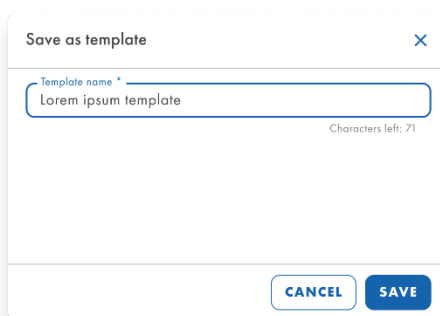 Save as template
Template name *
Lorem ipsum template
Characters left: 71
CANCEL SAVE